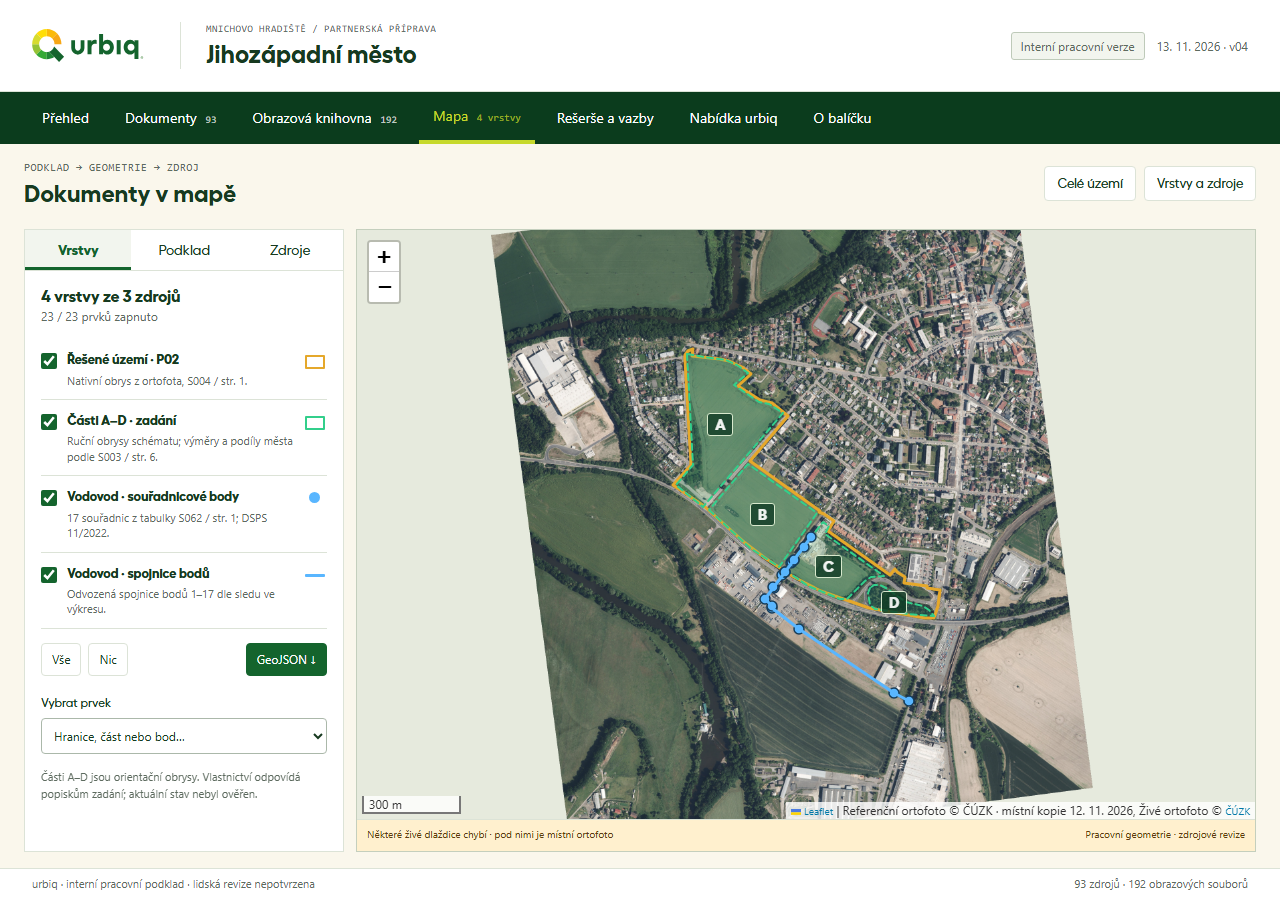 urbiq
MNICHOVO HRADIŠTĚ / PARTNERSKÁ PŘÍPRAVA
Jihozápadní město
Interní pracovní verze
13. 11. 2026 · v04
Přehled
Dokumenty 93
Obrazová knihovna 192
Mapa 4 vrstvy
Rešerše a vazby
Nabídka urbiq
O balíčku
PODKLAD → GEOMETRIE → ZDROJ
Dokumenty v mapě
Celé území
Vrstvy a zdroje
Vrstvy
Podklad
Zdroje
4 vrstvy ze 3 zdrojů
23 / 23 prvků zapnuto
Řešené území · P02
Nativní obrys z ortofota, S004 / str. 1.
Části A–D · zadání
Ruční obrysy schématu; výměry a podíly města
podle S003 / str. 6.
Vodovod · souřadnicové body
17 souřadnic z tabulky S062 / str. 1; DSPS
11/2022.
Vodovod · spojnice bodů
Odvozená spojnice bodů 1–17 dle sledu ve
výkresu.
Vše
Nic
GeoJSON ↓
Vybrat prvek
Hranice, část nebo bod...
Části A–D jsou orientační obrysy. Vlastnictví odpovídá
popiskům zadání; aktuální stav nebyl ověřen.
+
−
A
B
C
D
300 m
Leaflet | Referenční ortofoto © ČÚZK · místní kopie 12. 11. 2026, Živé ortofoto © ČÚZK
Některé živé dlaždice chybí · pod nimi je místní ortofoto
Pracovní geometrie · zdrojové revize
urbiq · interní pracovní podklad · lidská revize nepotvrzena
93 zdrojů · 192 obrazových souborů